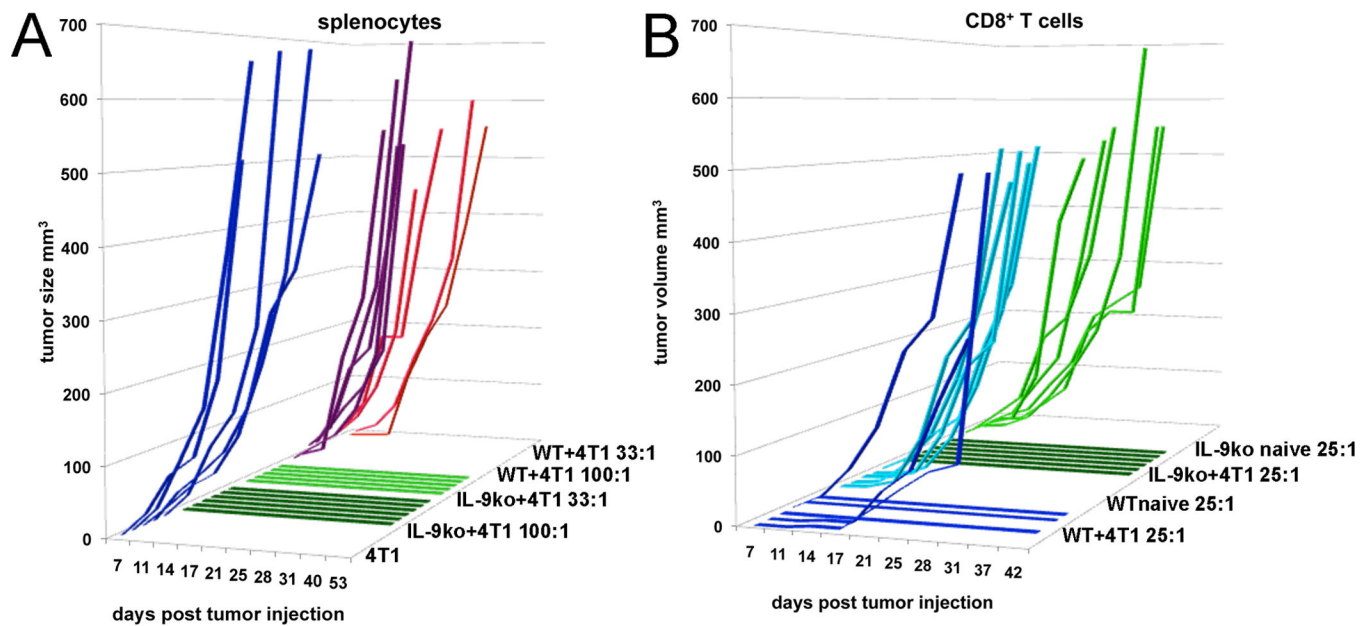 A
splenocytes
700
600
500
400
300
200
100
0
tumor size mm³
7 11 14 17 21 25 28 31 40 53
days post tumor injection
WT+4T1 33:1
WT+4T1 100:1
IL-9ko+4T1 33:1
IL-9ko+4T1 100:1
4T1
B
CD8⁺ T cells
700
600
500
400
300
200
100
0
tumor volume mm³
7 11 14 17 21 25 28 31 37 42
days post tumor injection
IL-9ko naive 25:1
IL-9ko+4T1 25:1
WTnaive 25:1
WT+4T1 25:1